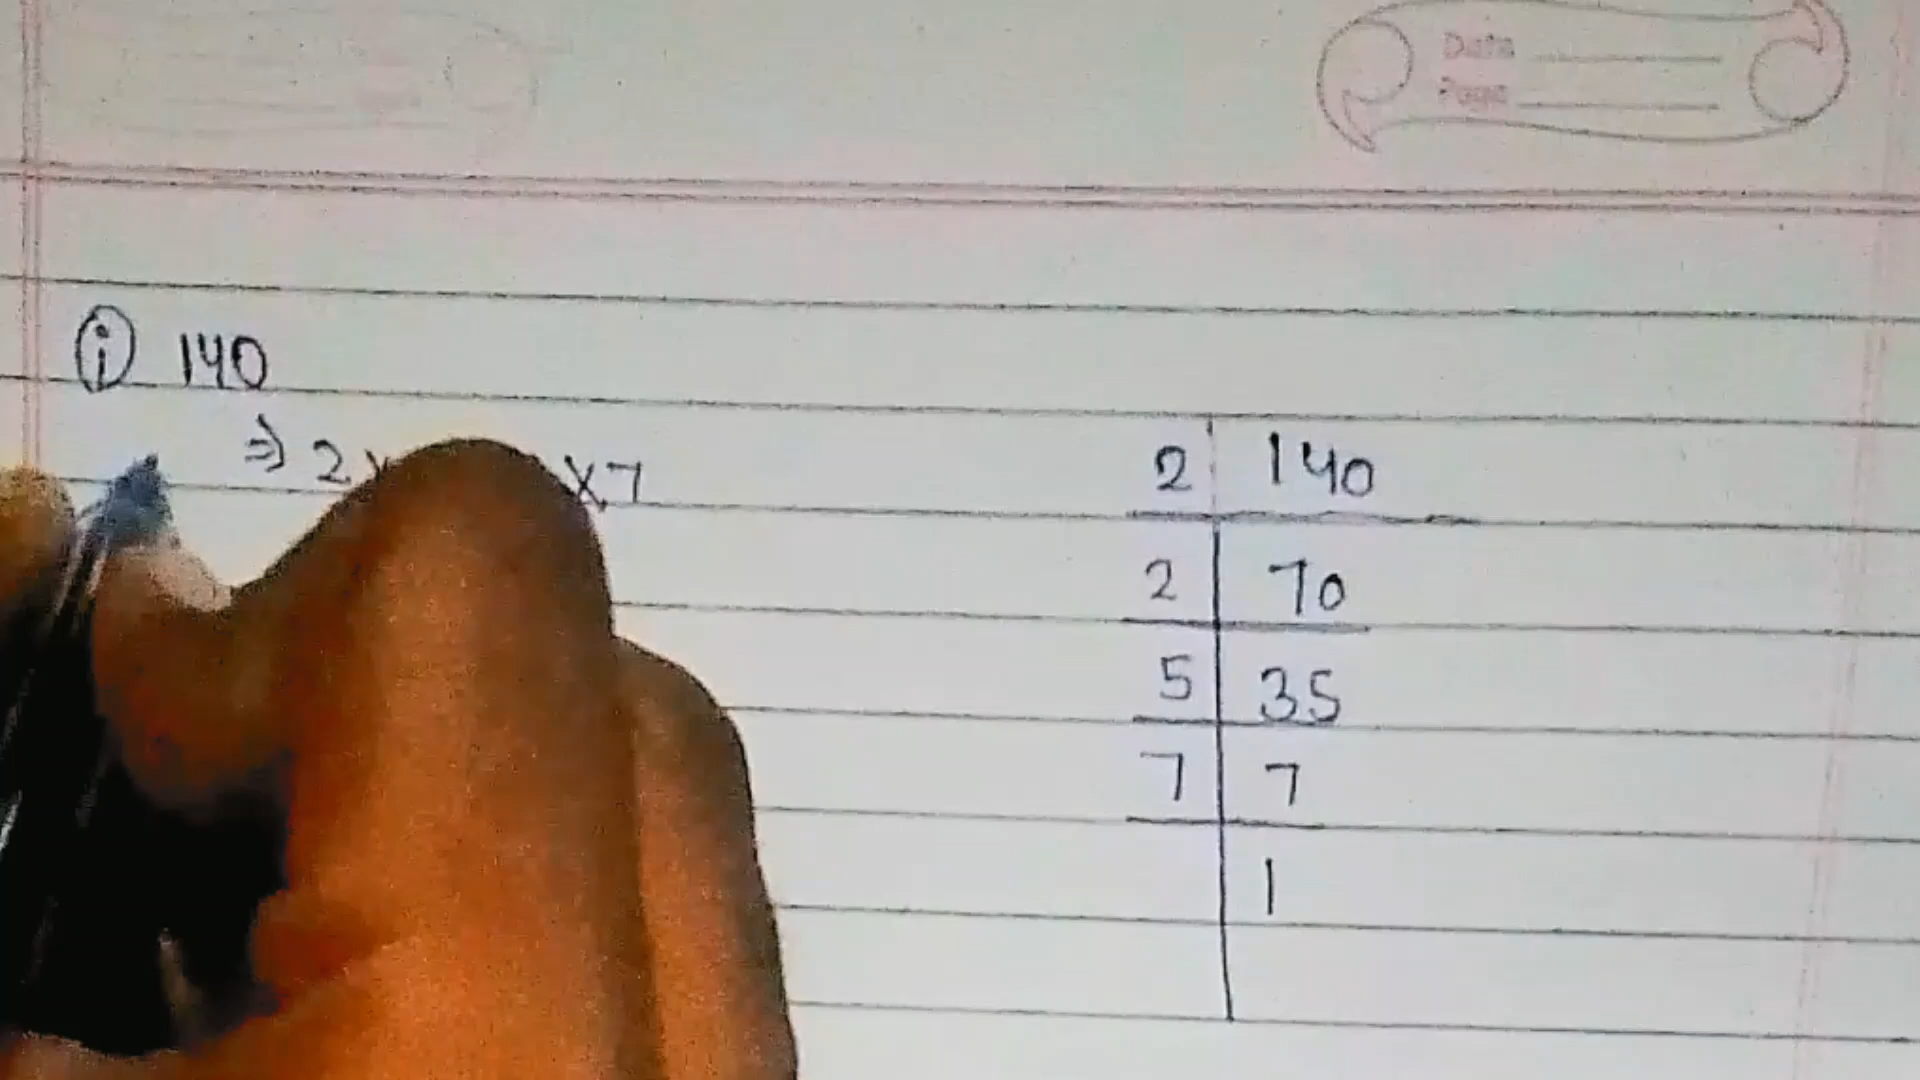 Date
Page
ⓘ 140
⇒ 2 x x 7
2 | 140
2 | 70
5 | 35
7 | 7
| 1